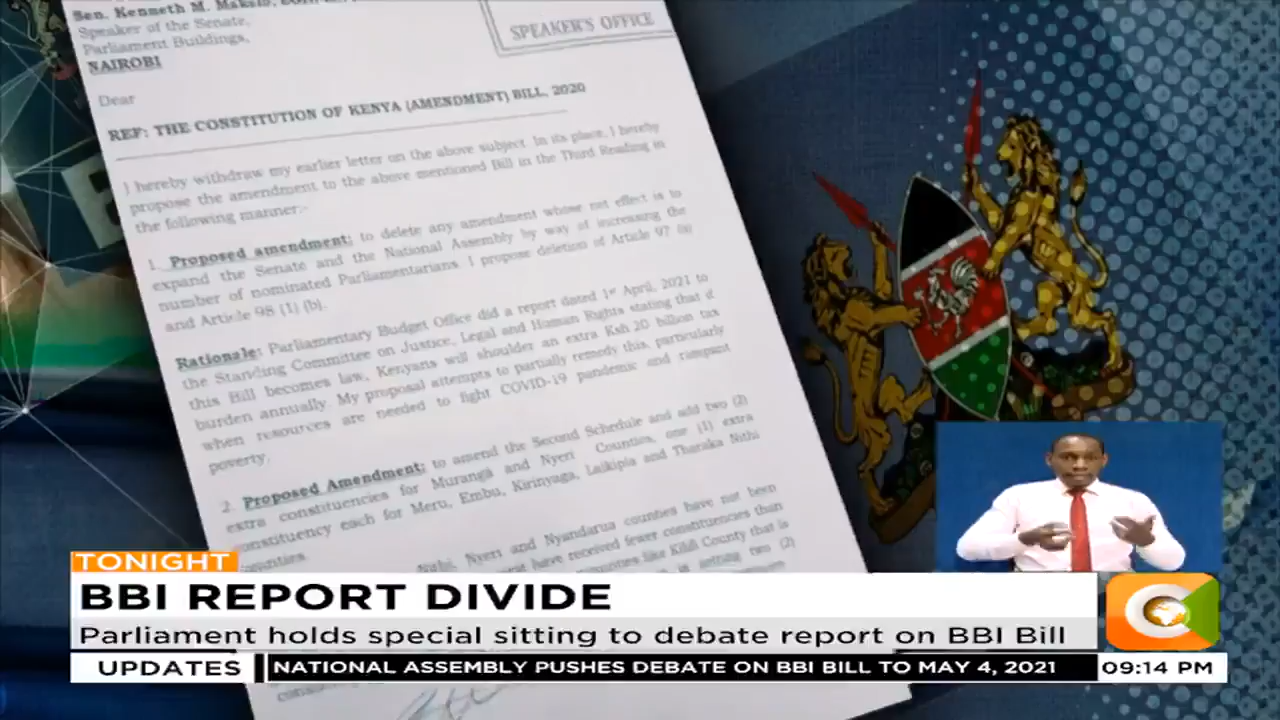 Sen. Kenneth M.
Speaker of the Senate,
Parliament Buildings,
NAIROBI
SPEAKER'S OFFICE
Dear
REF: THE CONSTITUTION OF KENYA (AMENDMENT) BILL, 2020
I hereby withdraw my earlier letter on the above subject. In its place, I hereby
propose the amendment to the above mentioned Bill in the Third Reading in
the following manner:-
1. Proposed amendment: to delete any amendment whose net effect is to
expand the Senate and the National Assembly by way of increasing the
number of nominated Parliamentarians. I propose deletion of Article 97 (a)
and Article 98 (1) (b).
Rationale: Parliamentary Budget Office did a report dated 1st April, 2021 to
the Standing Committee on Justice, Legal and Human Rights stating that if
this Bill becomes law, Kenyans will shoulder an extra Ksh 20 billion tax
burden annually. My proposal attempts to partially remedy this, particularly
when resources are needed to fight COVID-19 pandemic and rampant
poverty.
2. Proposed Amendment: to amend the Second Schedule and add two (2)
extra constituencies for Muranga and Nyeri Counties, one (1) extra
constituency each for Meru, Embu, Kirinyaga, Laikipia and Tharaka Nithi
Nithi, Nyeri and Nyandarua counties have not been
have received fewer constituencies than
counties like Kilifi County that is
is getting two (2)
TONIGHT
BBI REPORT DIVIDE
Parliament holds special sitting to debate report on BBI Bill
UPDATES
NATIONAL ASSEMBLY PUSHES DEBATE ON BBI BILL TO MAY 4, 2021
09:14 PM